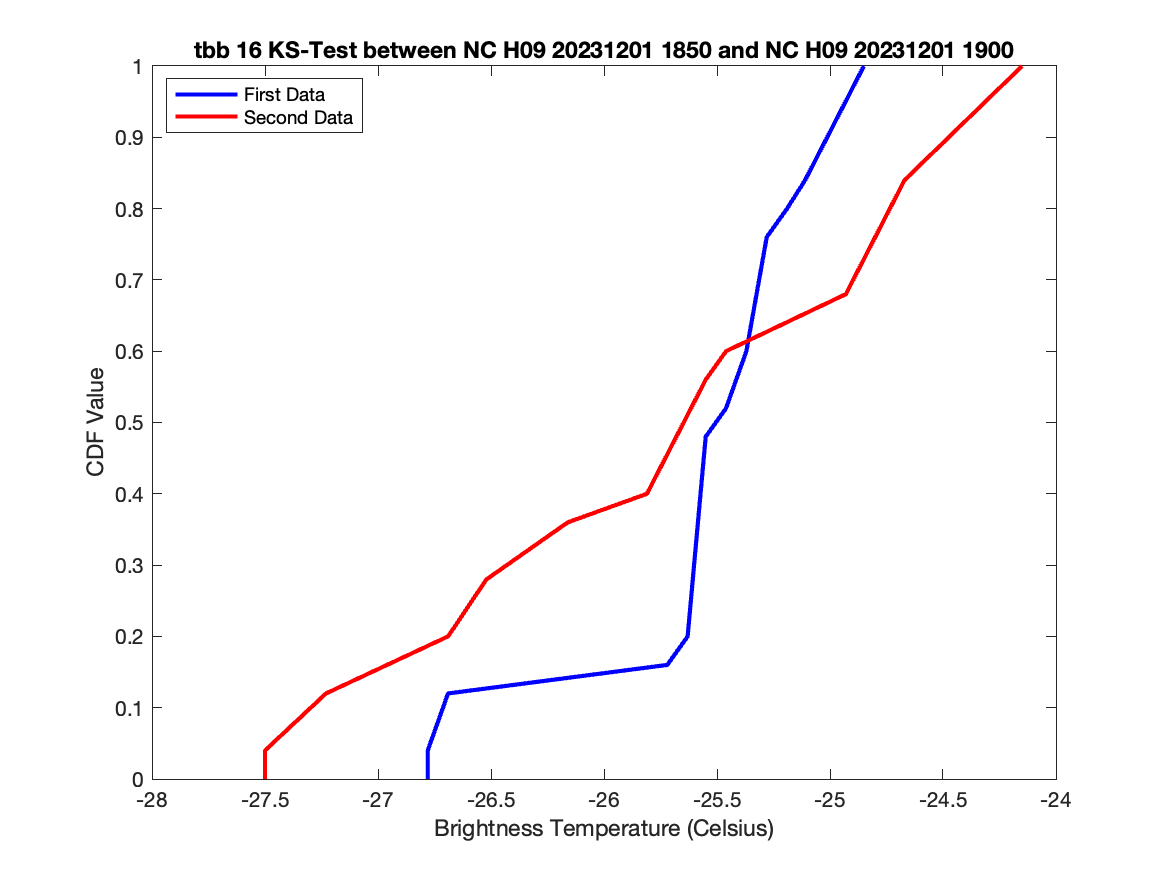 tbb 16 KS-Test between NC H09 20231201 1850 and NC H09 20231201 1900
First Data
Second Data
1
0.9
0.8
0.7
0.6
0.5
0.4
0.3
0.2
0.1
0
CDF Value
-28 -27.5 -27 -26.5 -26 -25.5 -25 -24.5 -24
Brightness Temperature (Celsius)